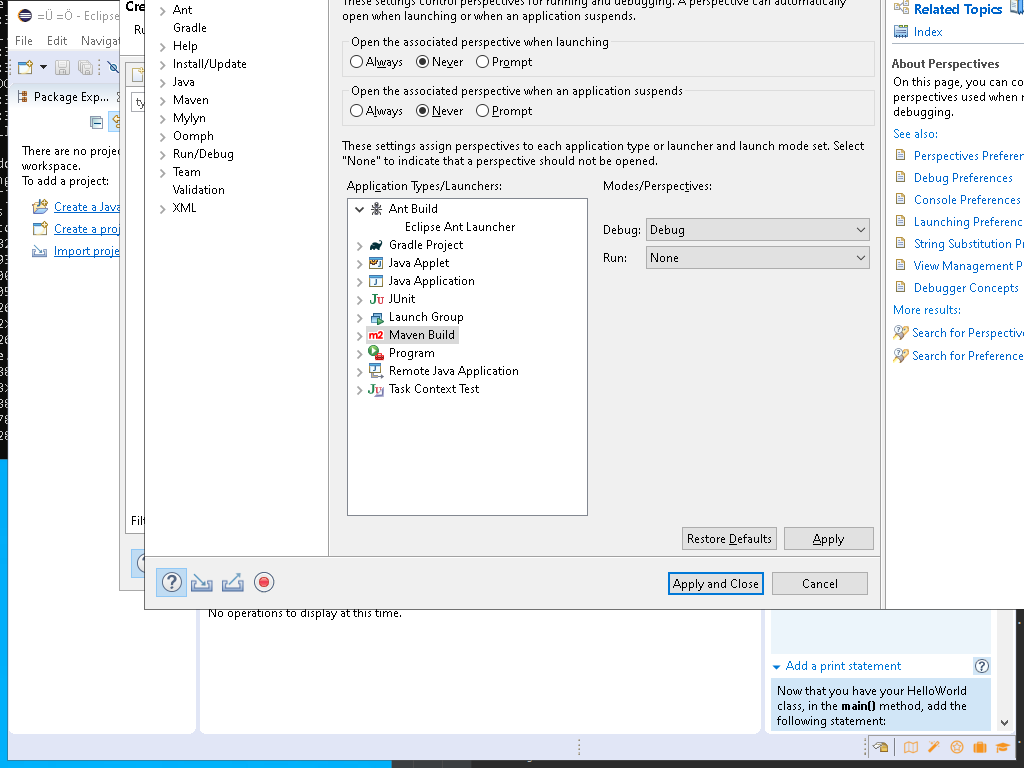 =Ü =Ö - Eclipse
File Edit Navigat
Package Exp...
There are no proje
workspace.
To add a project:
Create a Java
Create a proj
Import proje
Cre
Ru
ty
Filt
Ant
Gradle
Help
Install/Update
Java
Maven
Mylyn
Oomph
Run/Debug
Team
Validation
XML
These settings control perspectives for running and debugging. A perspective can automatically
open when launching or when an application suspends.
Open the associated perspective when launching
Always Never Prompt
Open the associated perspective when an application suspends
Always Never Prompt
These settings assign perspectives to each application type or launcher and launch mode set. Select
"None" to indicate that a perspective should not be opened.
Application Types/Launchers:
Ant Build
Eclipse Ant Launcher
Gradle Project
Java Applet
Java Application
JUnit
Launch Group
Maven Build
Program
Remote Java Application
Task Context Test
Modes/Perspectives:
Debug: Debug
Run: None
Restore Defaults Apply
Apply and Close Cancel
Related Topics
Index
About Perspectives
On this page, you can co
perspectives used when r
debugging.
See also:
Perspectives Preferen
Debug Preferences
Console Preferences
Launching Preferenc
String Substitution Pr
View Management P
Debugger Concepts
More results:
Search for Perspective
Search for Preference
No operations to display at this time.
Add a print statement
Now that you have your HelloWorld
class, in the main() method, add the
following statement: